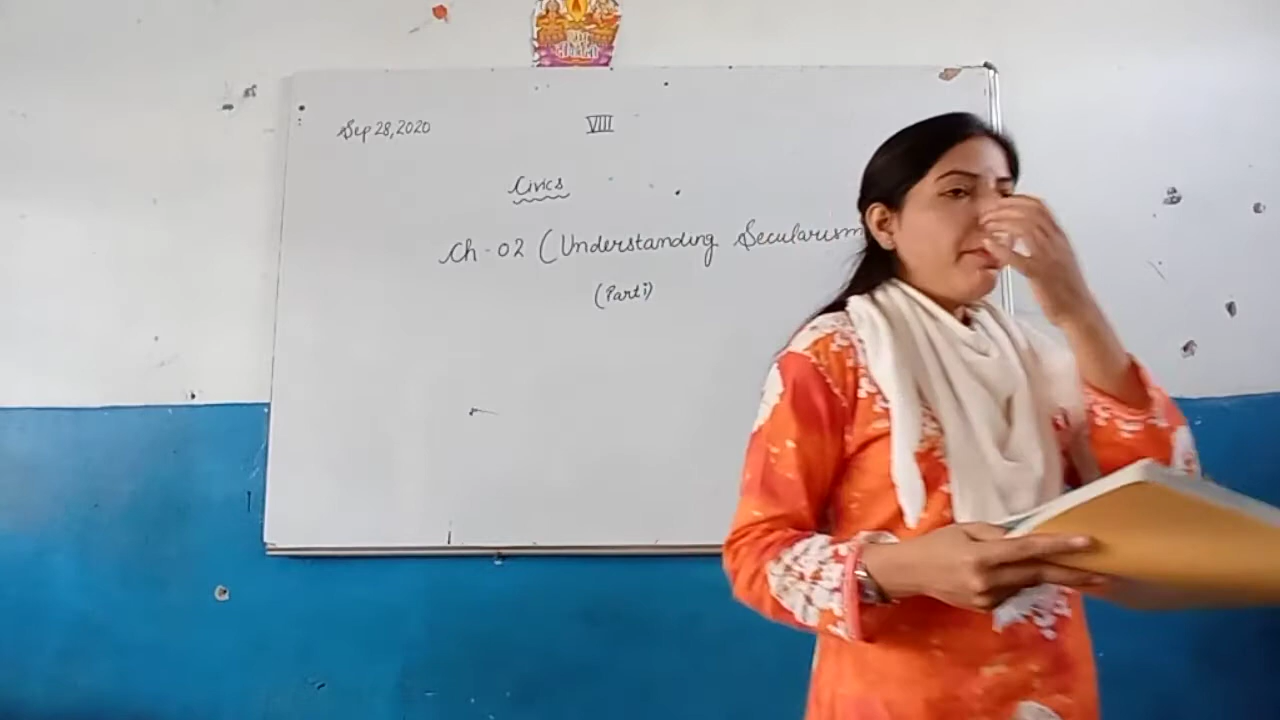 Sep 28, 2020
VIII
Civics
Ch - 02 (Understanding Secularism
(Part i)